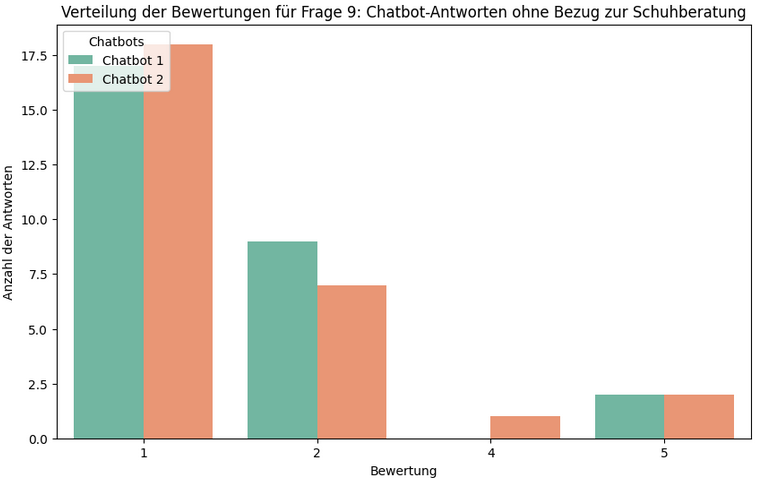 Verteilung der Bewertungen für Frage 9: Chatbot-Antworten ohne Bezug zur Schuhberatung
Chatbots
Chatbot 1
Chatbot 2
Anzahl der Antworten
17.5
15.0
12.5
10.0
7.5
5.0
2.5
0.0
1 2 4 5
Bewertung